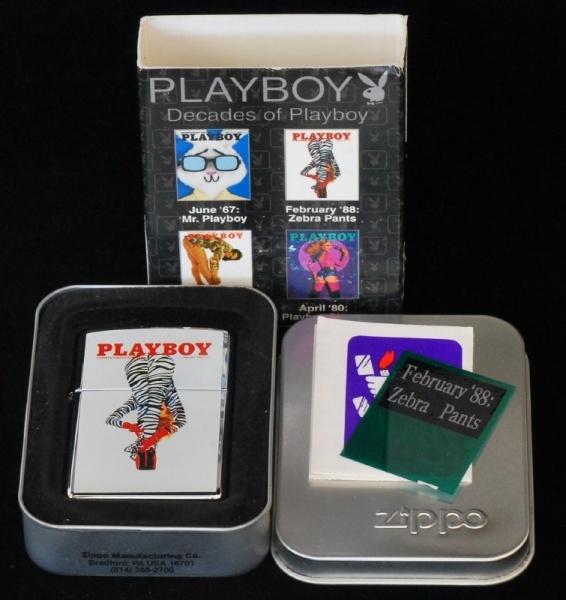 PLAYBOY
Decades of Playboy
PLAYBOY
PLAYBOY
June '67:
Mr. Playboy
February '88:
Zebra Pants
PLAYBOY
PLAYBOY
April '80:
PLAYBOY
February '88:
Zebra Pants
zippo
Zippo Manufacturing Co.
Bradford, PA USA 16701
(814) 368-2700